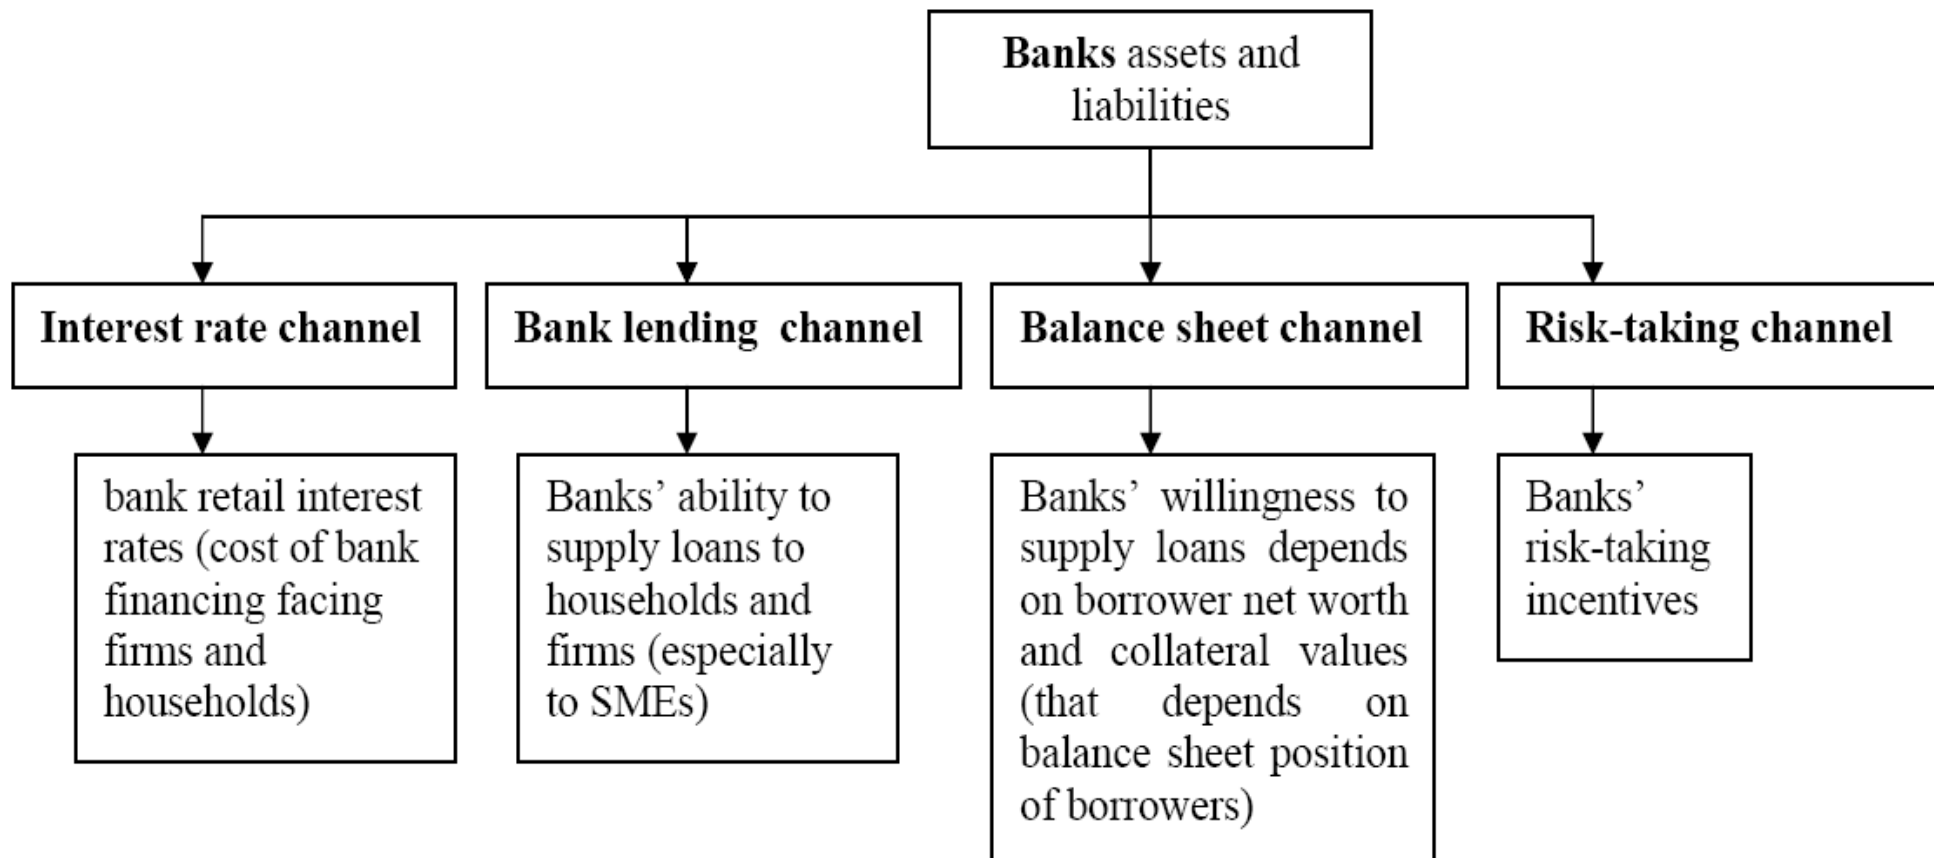 Banks assets and
liabilities
Interest rate channel
Bank lending channel
Balance sheet channel
Risk-taking channel
bank retail interest
rates (cost of bank
financing facing
firms and
households)
Banks’ ability to
supply loans to
households and
firms (especially
to SMEs)
Banks’ willingness to
supply loans depends
on borrower net worth
and collateral values
(that depends on
balance sheet position
of borrowers)
Banks’
risk-taking
incentives